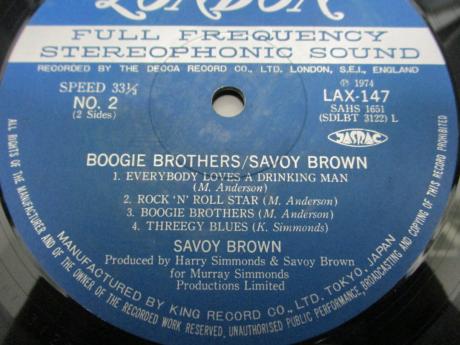 LONDON
FULL FREQUENCY
STEREOPHONIC SOUND
RECORDED BY THE DECCA RECORD CO., LTD. LONDON, S.E.I., ENGLAND
SPEED 33⅓
NO. 2
(2 Sides)
Ⓟ 1974
LAX-147
SAHS 1651
(SDLBT 3122) L
JASRAC
BOOGIE BROTHERS/SAVOY BROWN
1. EVERYBODY LOVES A DRINKING MAN
(M. Anderson)
2. ROCK 'N' ROLL STAR (M. Anderson)
3. BOOGIE BROTHERS (M. Anderson)
4. THREEGY BLUES (K. Simmonds)
SAVOY BROWN
Produced by Harry Simmonds & Savoy Brown
for Murray Simmonds
Productions Limited
MANUFACTURED BY KING RECORD CO., LTD. TOKYO, JAPAN
ALL RIGHTS OF THE MANUFACTURER AND OF THE OWNER OF THE RECORDED WORK RESERVED, UNAUTHORISED PUBLIC PERFORMANCE, BROADCASTING AND COPYING OF THIS RECORD PROHIBITED